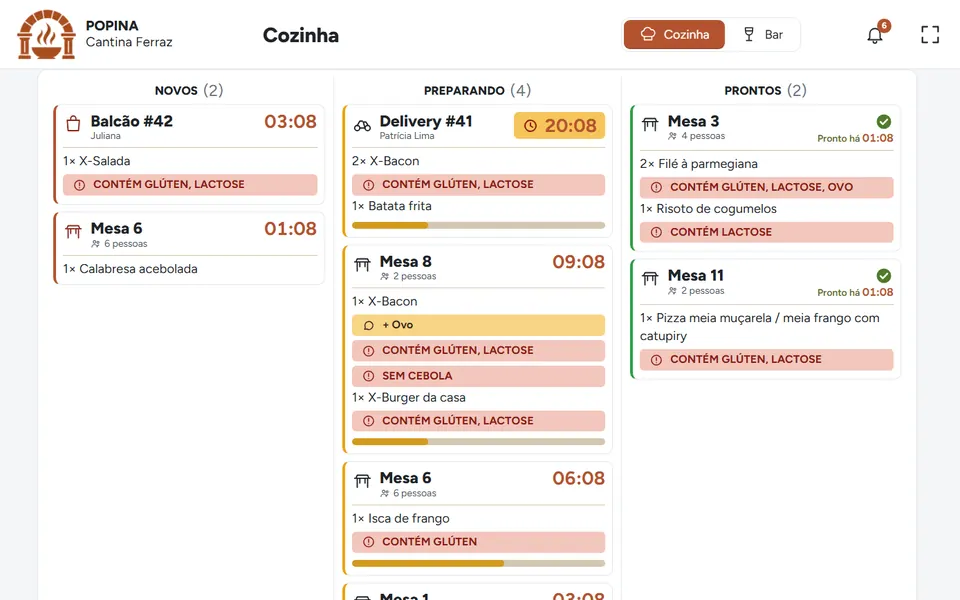 POPINA
Cantina Ferraz
Cozinha
Cozinha
Bar
6
NOVOS (2)
Balcão #42
Juliana
03:08
1× X-Salada
CONTÉM GLÚTEN, LACTOSE
Mesa 6
6 pessoas
01:08
1× Calabresa acebolada
PREPARANDO (4)
Delivery #41
Patrícia Lima
20:08
2× X-Bacon
CONTÉM GLÚTEN, LACTOSE
1× Batata frita
Mesa 8
2 pessoas
09:08
1× X-Bacon
+ Ovo
CONTÉM GLÚTEN, LACTOSE
SEM CEBOLA
1× X-Burger da casa
CONTÉM GLÚTEN, LACTOSE
Mesa 6
6 pessoas
06:08
1× Isca de frango
CONTÉM GLÚTEN
Mesa 1
03:08
PRONTOS (2)
Mesa 3
4 pessoas
Pronto há 01:08
2× Filé à parmegiana
CONTÉM GLÚTEN, LACTOSE, OVO
1× Risoto de cogumelos
CONTÉM LACTOSE
Mesa 11
2 pessoas
Pronto há 01:08
1× Pizza meia muçarela / meia frango com
catupiry
CONTÉM GLÚTEN, LACTOSE